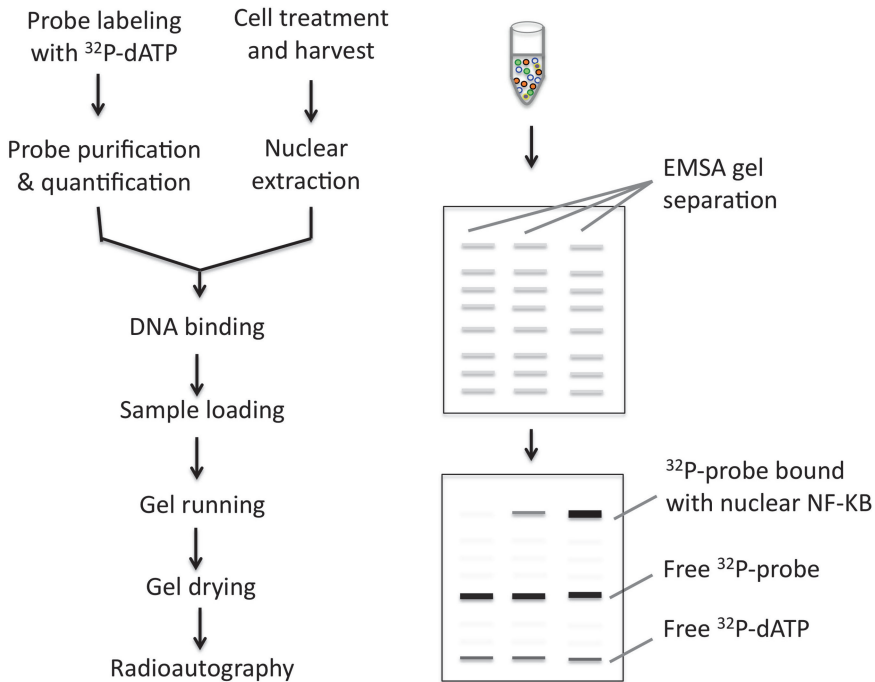 Probe labeling
with ³²P-dATP
Cell treatment
and harvest
Probe purification
& quantification
Nuclear
extraction
DNA binding
Sample loading
Gel running
Gel drying
Radioautography
EMSA gel
separation
³²P-probe bound
with nuclear NF-KB
Free ³²P-probe
Free ³²P-dATP